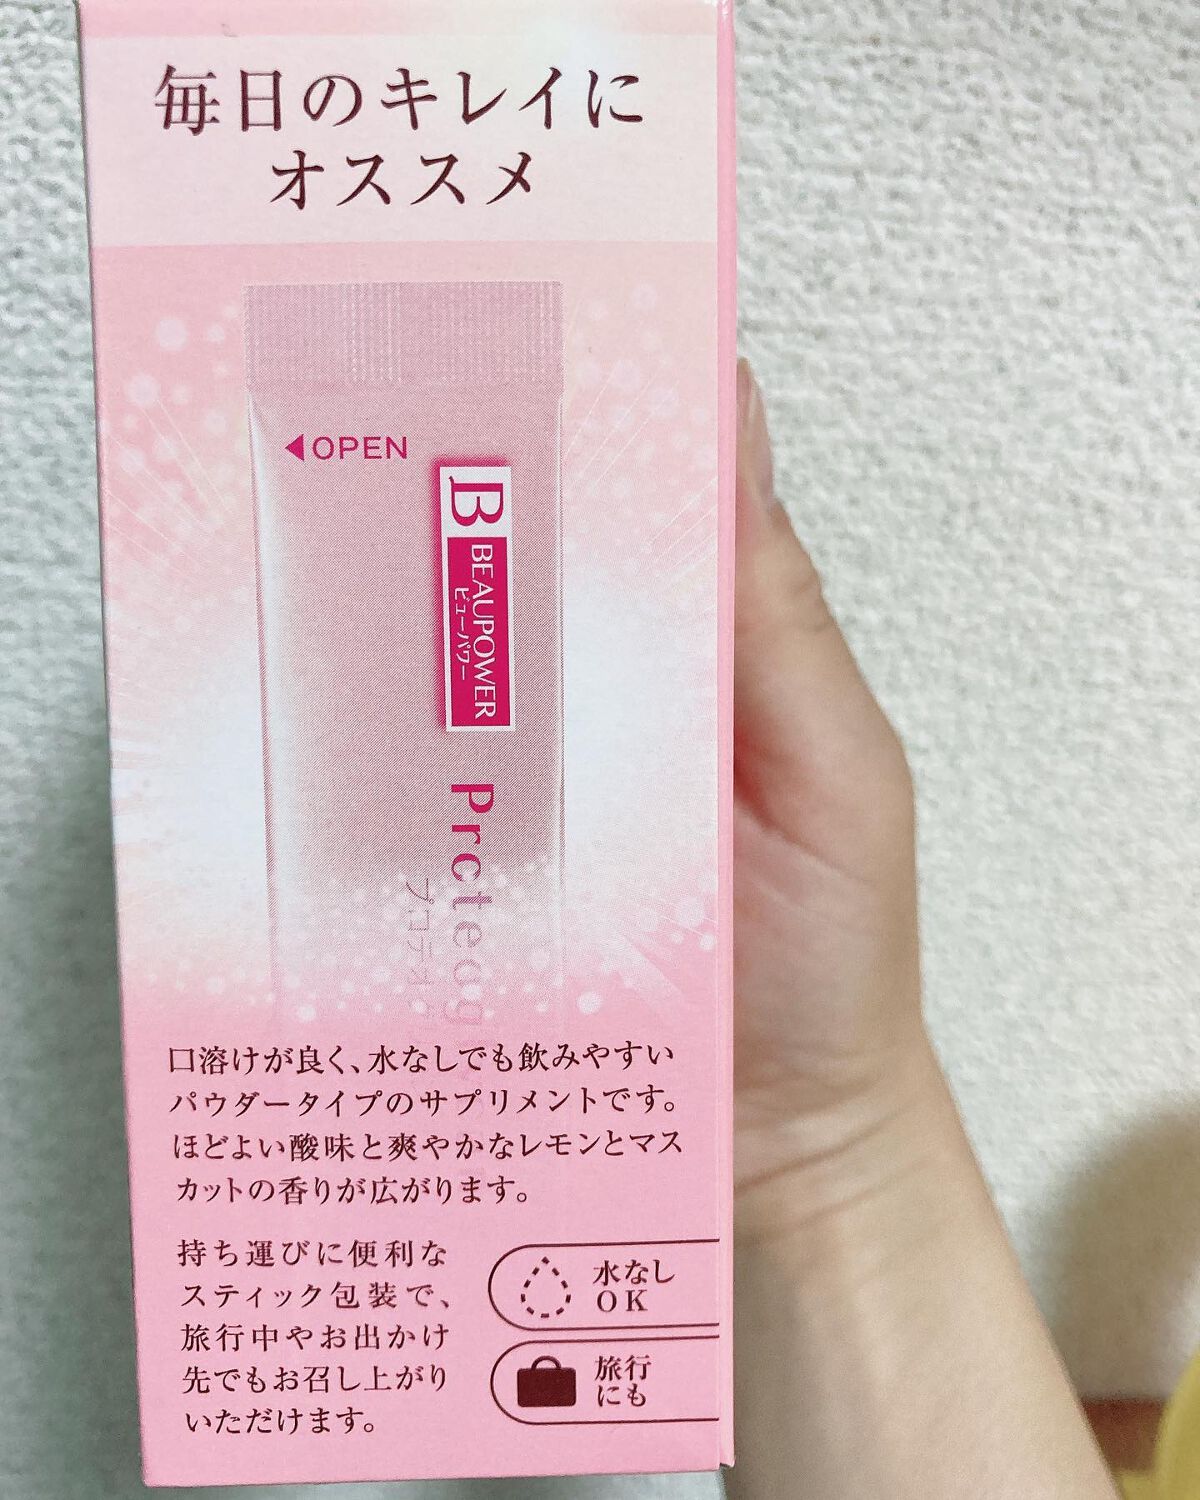 毎日のキレイに
オススメ
◀OPEN
B
BEAUPOWER
ビューパワー
Prcteog
プロテオ
口溶けが良く、水なしでも飲みやすい
パウダータイプのサプリメントです。
ほどよい酸味と爽やかなレモンとマス
カットの香りが広がります。
持ち運びに便利な
スティック包装で、
旅行中やお出かけ
先でもお召し上がり
いただけます。
水なし
OK
旅行
にも